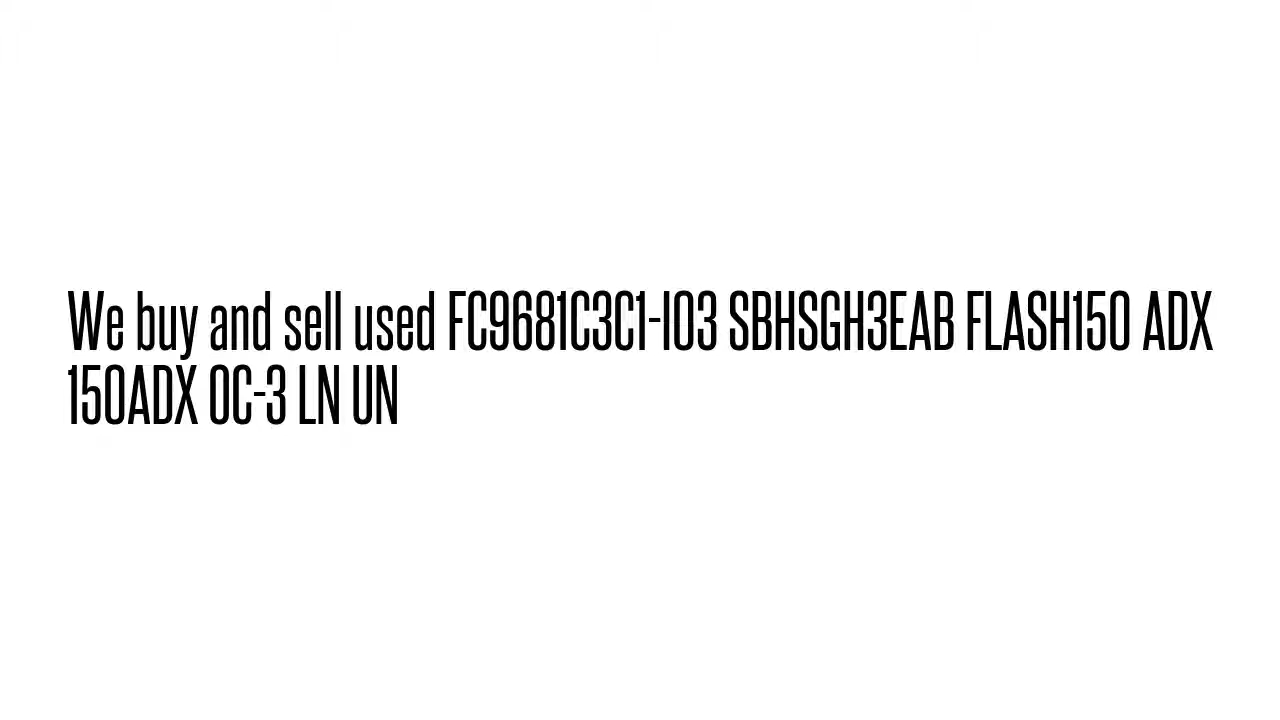 We buy and sell used FC9681C3C1-I03 SBHSGH3EAB FLASH150 ADX
150ADX OC-3 LN UN